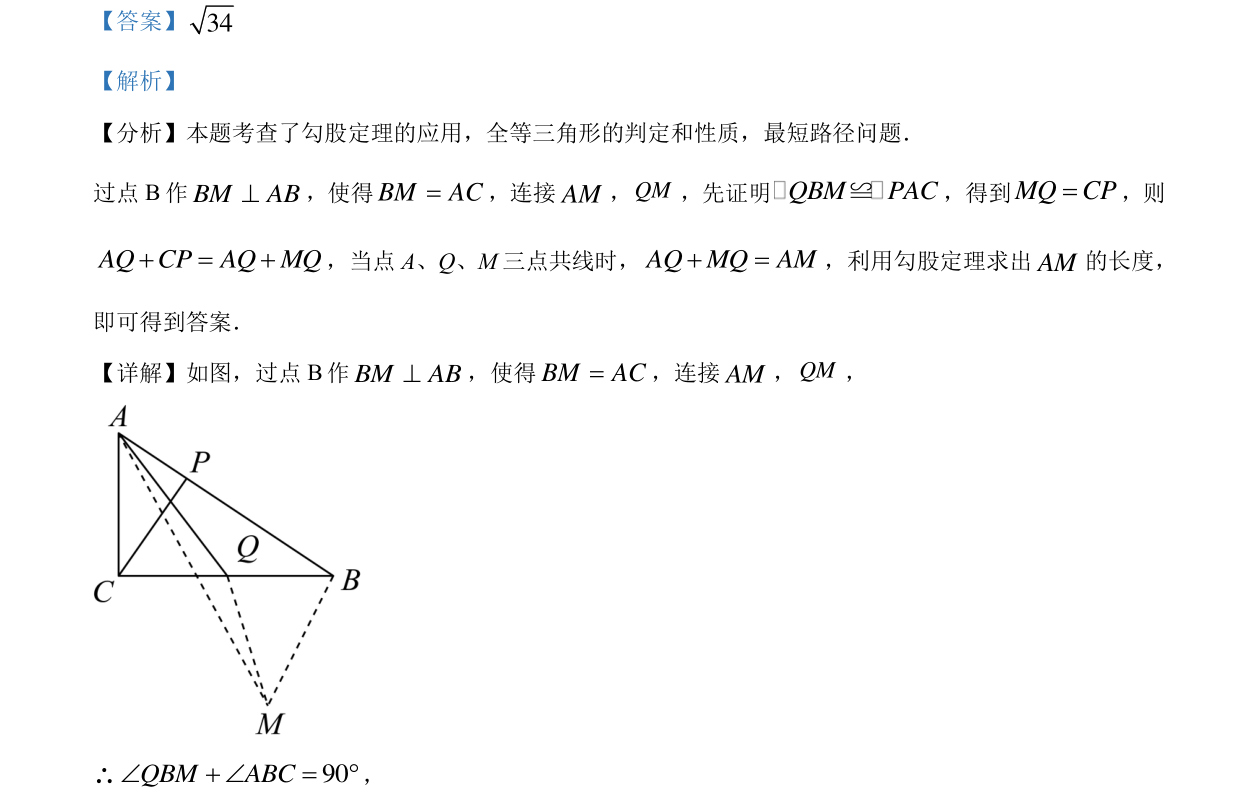 【答案】√34
【解析】
【分析】本题考查了勾股定理的应用，全等三角形的判定和性质，最短路径问题．
过点 B 作 BM ⊥ AB，使得 BM = AC，连接 AM，QM，先证明□QBM≌□PAC，得到 MQ = CP，则
AQ + CP = AQ + MQ，当点 A、Q、M 三点共线时，AQ + MQ = AM，利用勾股定理求出 AM 的长度，
即可得到答案．
【详解】如图，过点 B 作 BM ⊥ AB，使得 BM = AC，连接 AM，QM，
A
P
Q
C
B
M
∴∠QBM + ∠ABC = 90°，